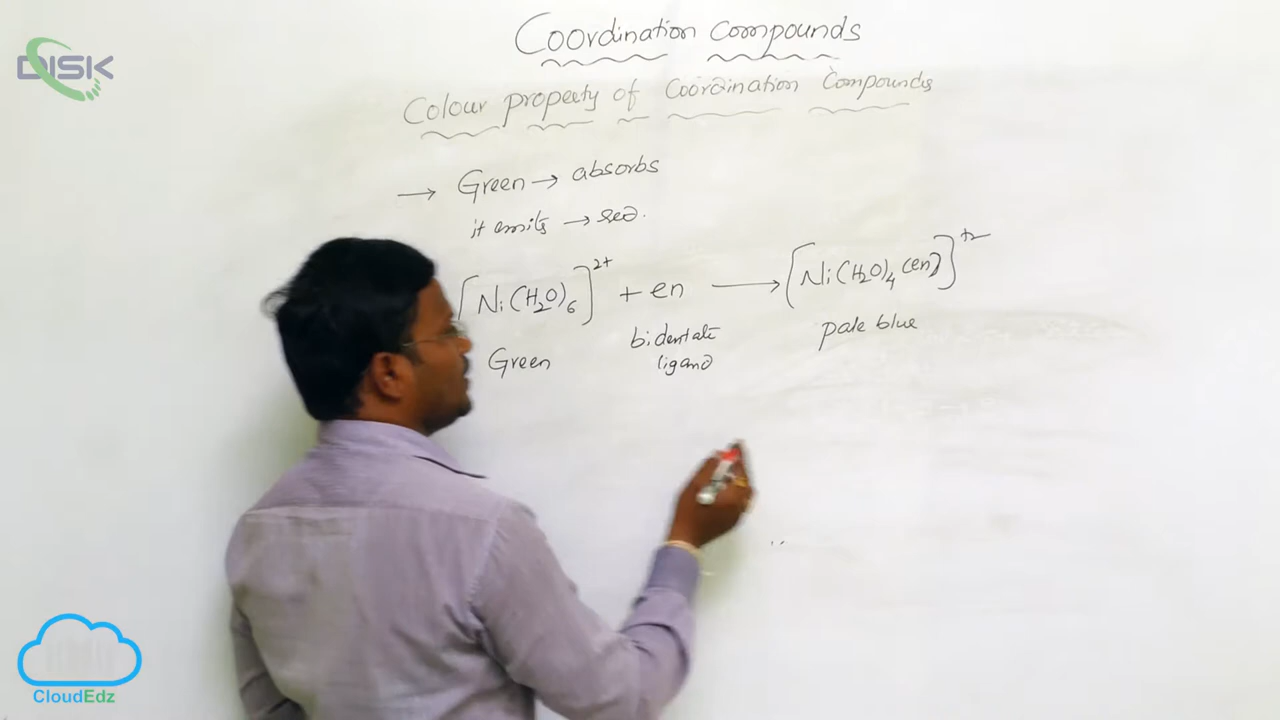 DISK
Coordination Compounds
Colour property of Coordination Compounds
→ Green → absorbs
it emits → red.
[Ni(H2O)6]2+ + en → [Ni(H2O)4(en)]+2
Green
bidentate ligand
pale blue
CloudEdz